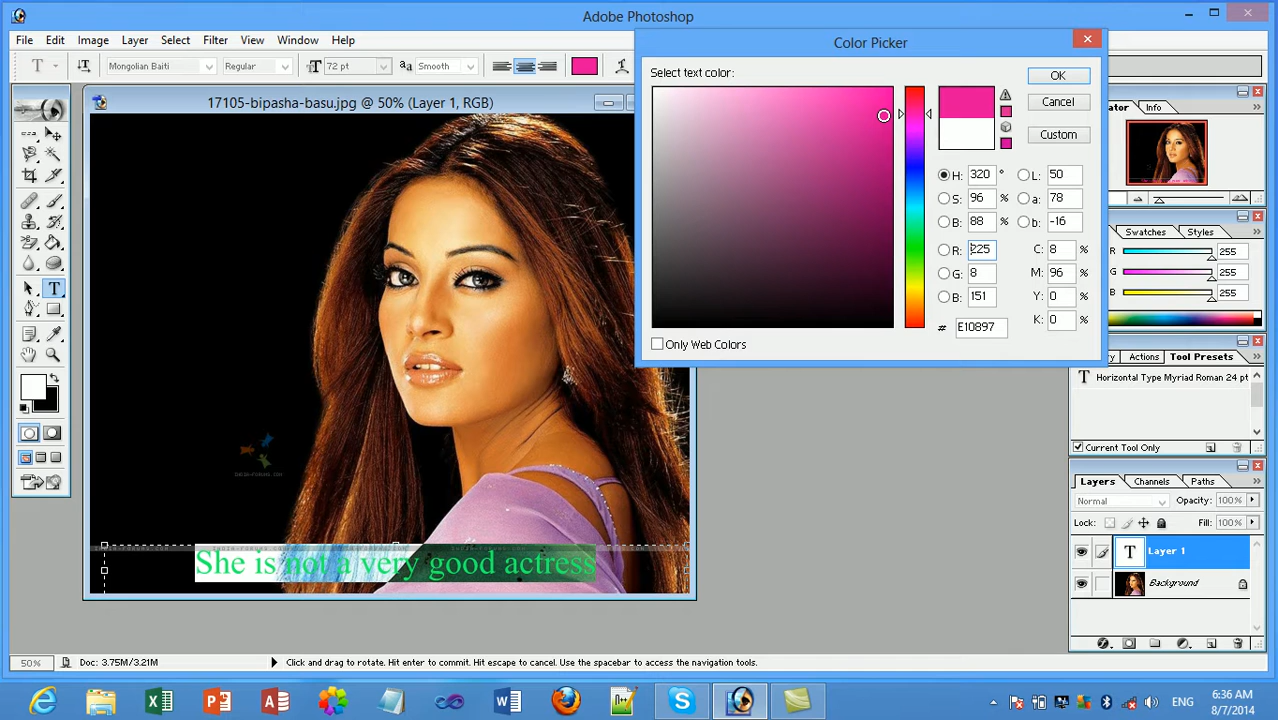 Adobe Photoshop
File Edit Image Layer Select Filter View Window Help
T Mongolian Baiti Regular T 72 pt aa Smooth
Color Picker
Select text color:
OK
Cancel
Custom
H: 320 °
S: 96 %
B: 88 %
R: 225
G: 8
B: 151
# E10897
L: 50
a: 78
b: -16
C: 8 %
M: 96 %
Y: 0 %
K: 0 %
Only Web Colors
17105-bipasha-basu.jpg @ 50% (Layer 1, RGB)
INDIA-FORUMS.COM
She is not a very good actress
Info
Swatches Styles
255
G 255
B 255
Actions Tool Presets
T Horizontal Type Myriad Roman 24 pt
Current Tool Only
Layers Channels Paths
Normal Opacity: 100%
Lock: Fill: 100%
T Layer 1
Background
50% Doc: 3.75M/3.21M Click and drag to rotate. Hit enter to commit. Hit escape to cancel. Use the spacebar to access the navigation tools.
ENG
6:36 AM
8/7/2014